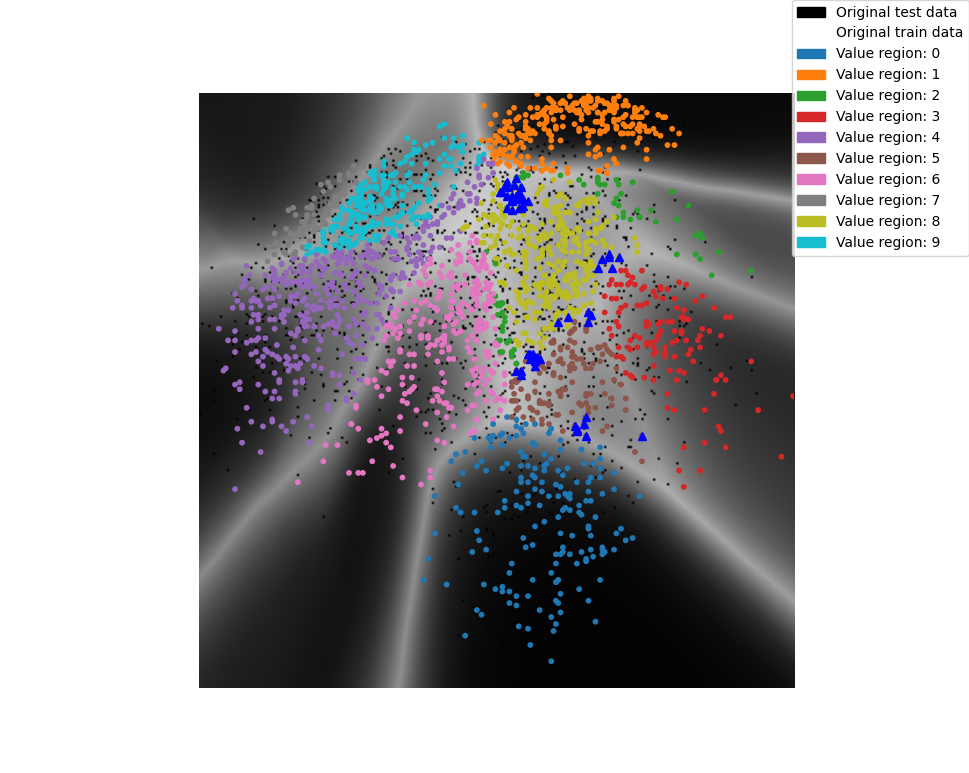 Original test data
Original train data
Value region: 0
Value region: 1
Value region: 2
Value region: 3
Value region: 4
Value region: 5
Value region: 6
Value region: 7
Value region: 8
Value region: 9